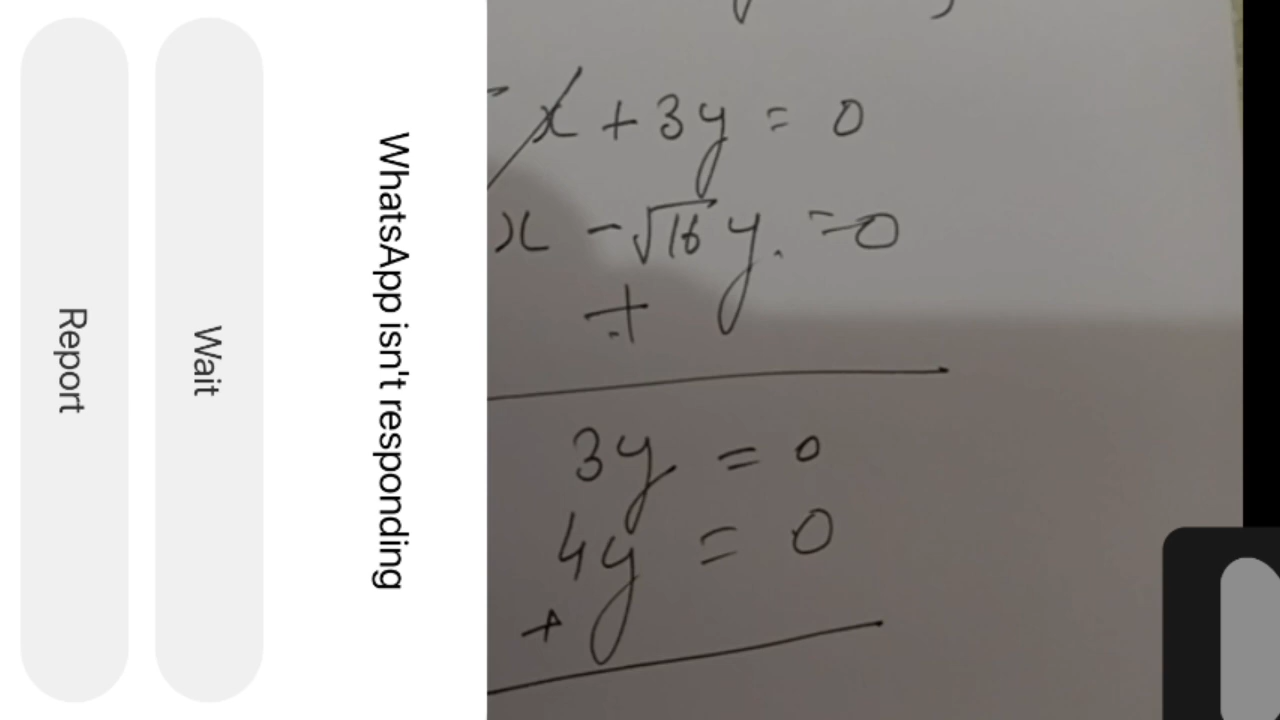 WhatsApp isn't responding
Wait
Report
x + 3y = 0
x - √16 y. = 0
+
3y = 0
4y = 0
+